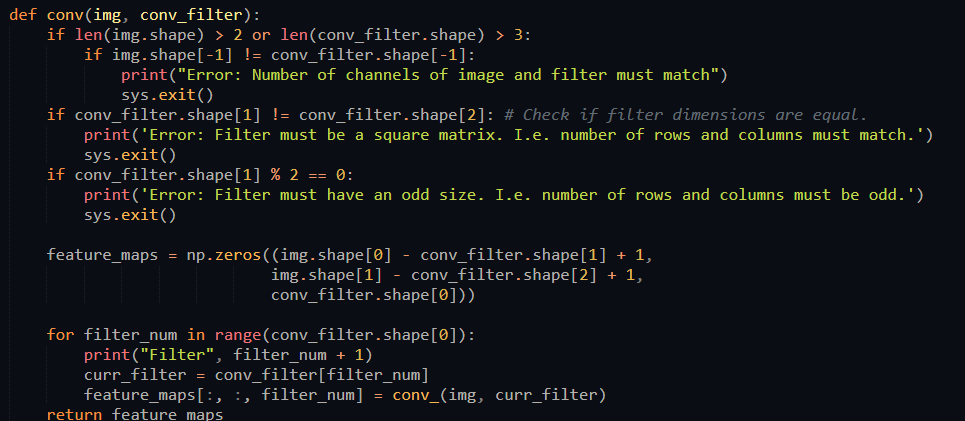 def conv(img, conv_filter):
    if len(img.shape) > 2 or len(conv_filter.shape) > 3:
        if img.shape[-1] != conv_filter.shape[-1]:
            print("Error: Number of channels of image and filter must match")
            sys.exit()
    if conv_filter.shape[1] != conv_filter.shape[2]: # Check if filter dimensions are equal.
        print('Error: Filter must be a square matrix. I.e. number of rows and columns must match.')
        sys.exit()
    if conv_filter.shape[1] % 2 == 0:
        print('Error: Filter must have an odd size. I.e. number of rows and columns must be odd.')
        sys.exit()

    feature_maps = np.zeros((img.shape[0] - conv_filter.shape[1] + 1,
                            img.shape[1] - conv_filter.shape[2] + 1,
                            conv_filter.shape[0]))

    for filter_num in range(conv_filter.shape[0]):
        print("Filter", filter_num + 1)
        curr_filter = conv_filter[filter_num]
        feature_maps[:, :, filter_num] = conv_(img, curr_filter)
    return feature_maps